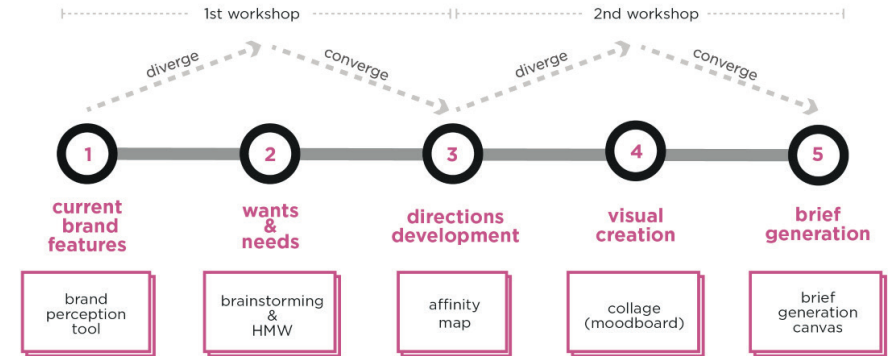 1st workshop
2nd workshop
diverge
converge
diverge
converge
1
2
3
4
5
current
brand
features
wants
&
needs
directions
development
visual
creation
brief
generation
brand
perception
tool
brainstorming
&
HMW
affinity
map
collage
(moodboard)
brief
generation
canvas